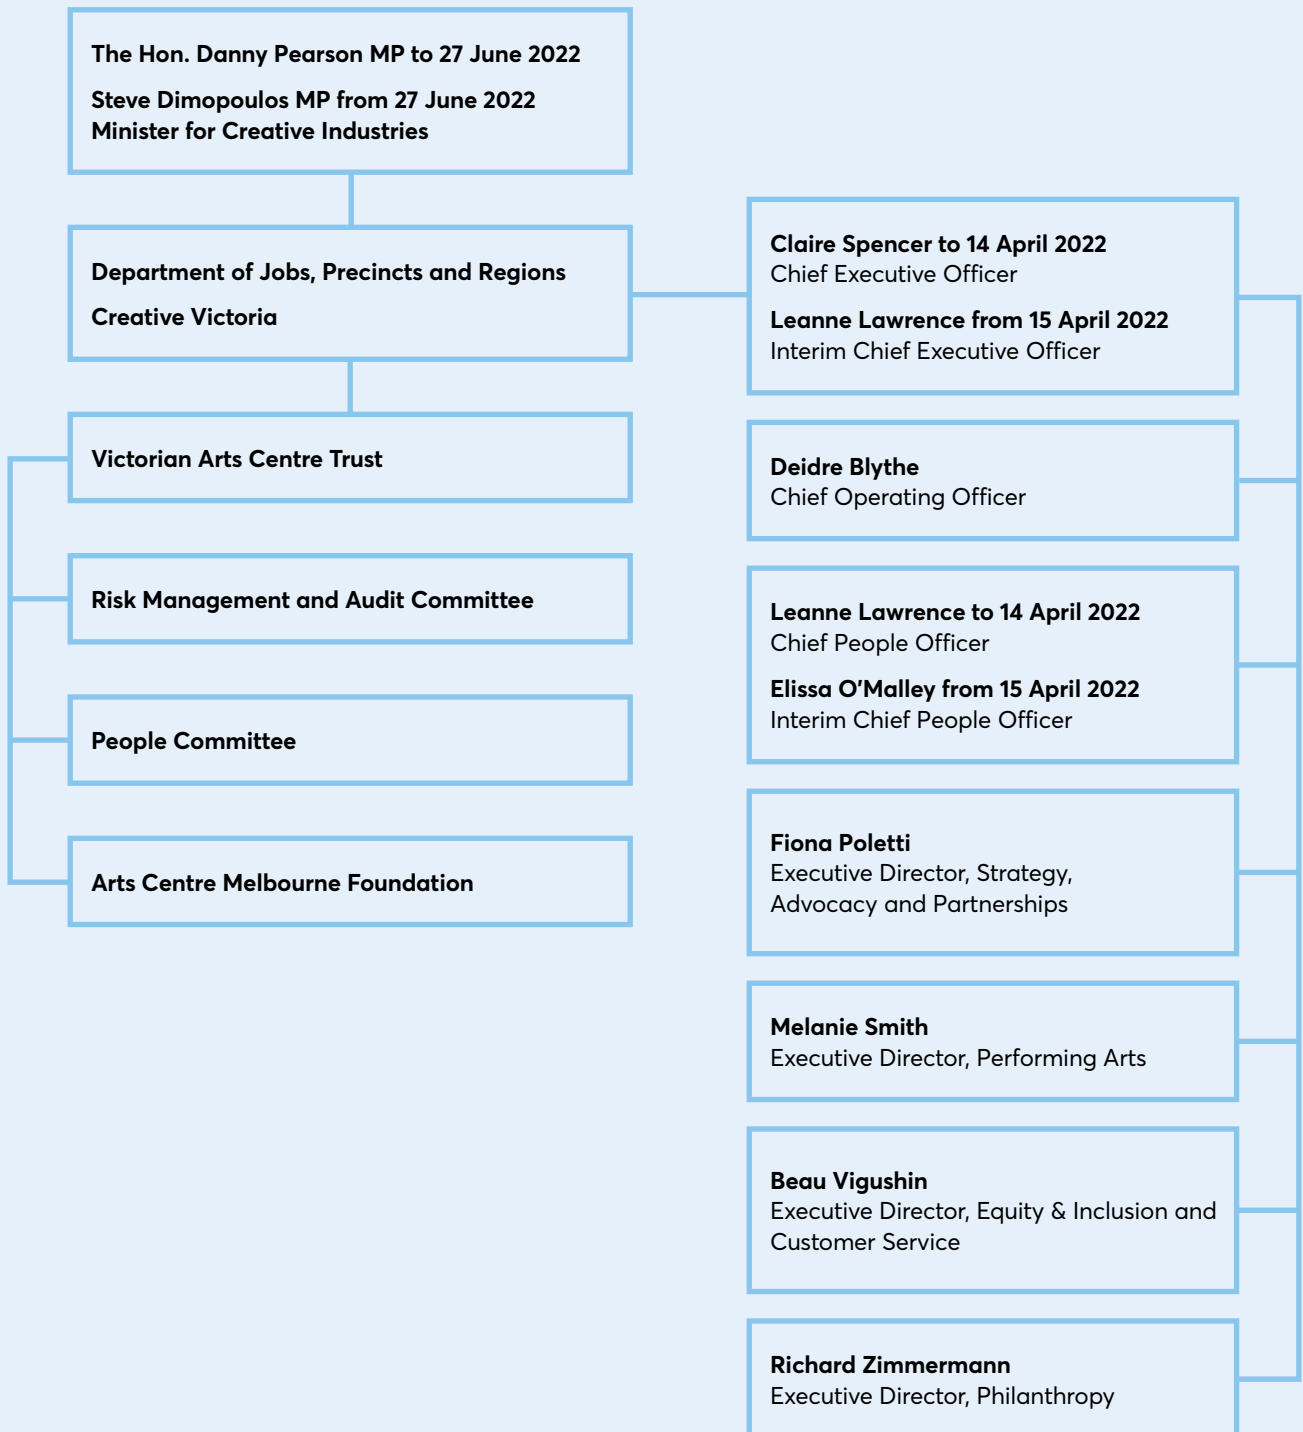 The Hon. Danny Pearson MP to 27 June 2022
Steve Dimopoulos MP from 27 June 2022
Minister for Creative Industries
Department of Jobs, Precincts and Regions
Creative Victoria
Victorian Arts Centre Trust
Risk Management and Audit Committee
People Committee
Arts Centre Melbourne Foundation
Claire Spencer to 14 April 2022
Chief Executive Officer
Leanne Lawrence from 15 April 2022
Interim Chief Executive Officer
Deidre Blythe
Chief Operating Officer
Leanne Lawrence to 14 April 2022
Chief People Officer
Elissa O’Malley from 15 April 2022
Interim Chief People Officer
Fiona Poletti
Executive Director, Strategy,
Advocacy and Partnerships
Melanie Smith
Executive Director, Performing Arts
Beau Vigushin
Executive Director, Equity & Inclusion and
Customer Service
Richard Zimmermann
Executive Director, Philanthropy